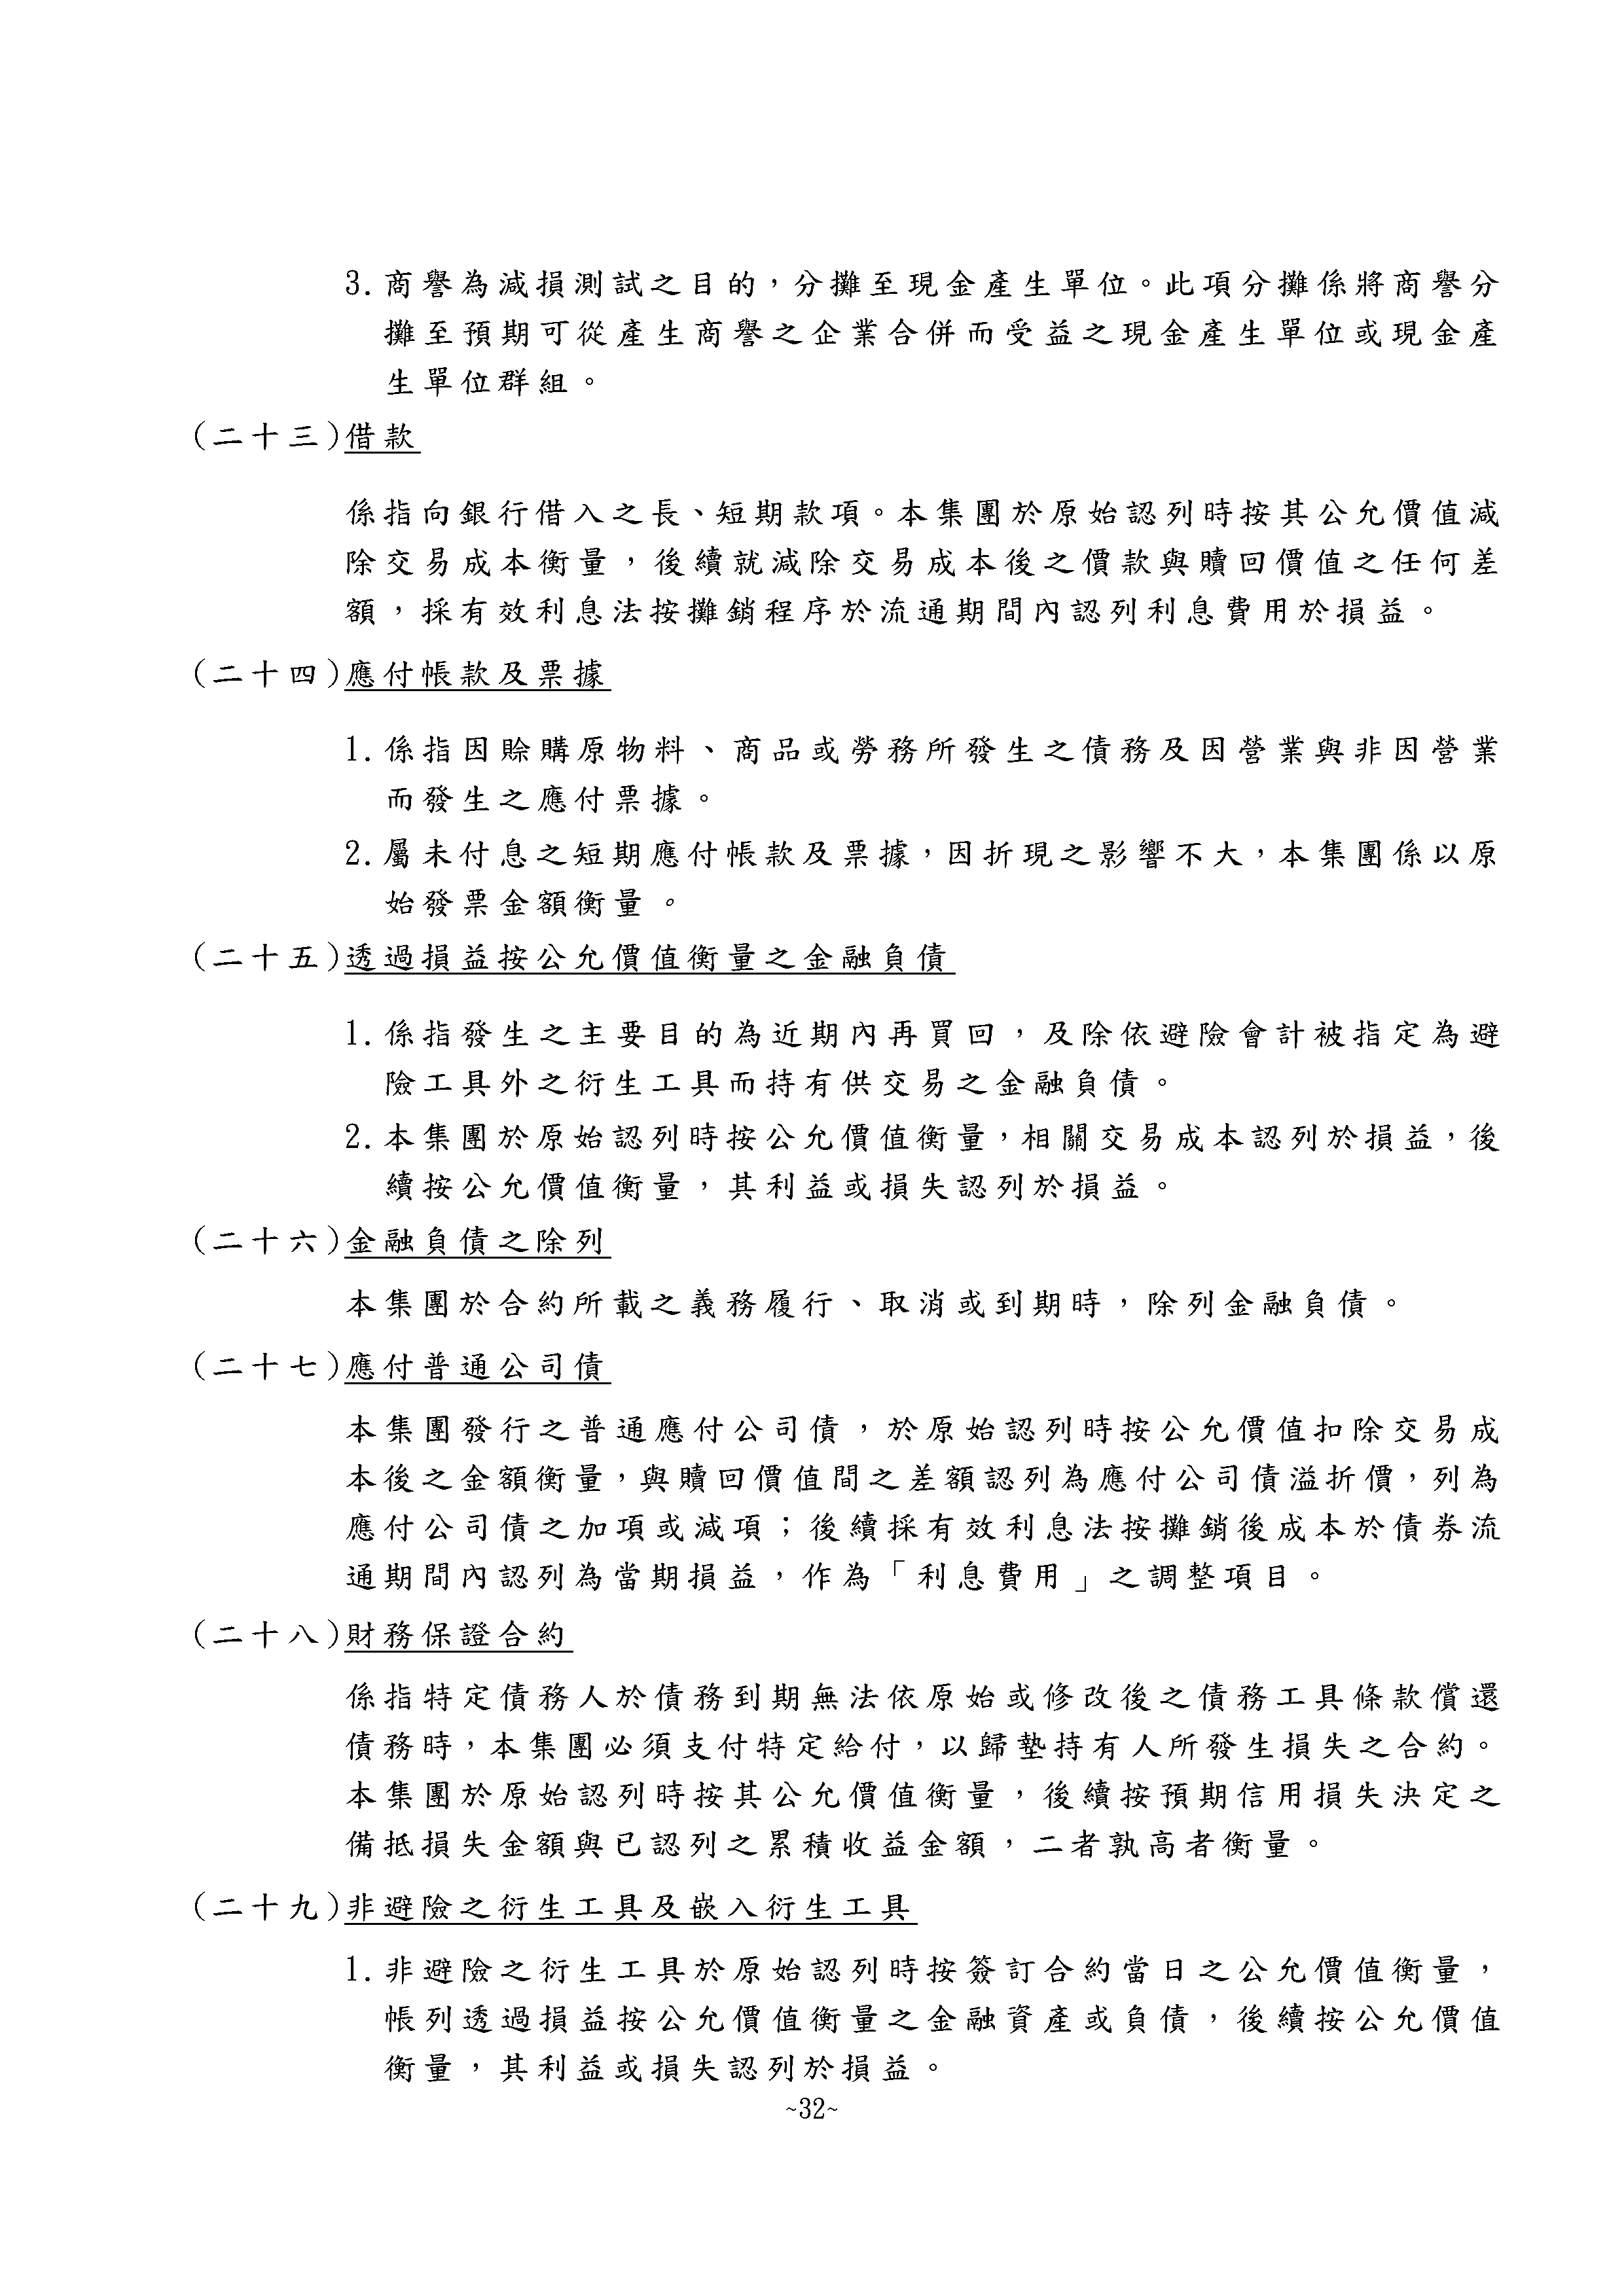 3. 商譽為減損測試之目的，分攤至現金產生單位。此項分攤係將商譽分
攤至預期可從產生商譽之企業合併而受益之現金產生單位或現金產
生單位群組。
(二十三)借款
係指向銀行借入之長、短期款項。本集團於原始認列時按其公允價值減
除交易成本衡量，後續就減除交易成本後之價款與贖回價值之任何差
額，採有效利息法按攤銷程序於流通期間內認列利息費用於損益。
(二十四)應付帳款及票據
1. 係指因賒購原物料、商品或勞務所發生之債務及因營業與非因營業
而發生之應付票據。
2. 屬未付息之短期應付帳款及票據，因折現之影響不大，本集團係以原
始發票金額衡量。
(二十五)透過損益按公允價值衡量之金融負債
1. 係指發生之主要目的為近期內再買回，及除依避險會計被指定為避
險工具外之衍生工具而持有供交易之金融負債。
2. 本集團於原始認列時按公允價值衡量，相關交易成本認列於損益，後
續按公允價值衡量，其利益或損失認列於損益。
(二十六)金融負債之除列
本集團於合約所載之義務履行、取消或到期時，除列金融負債。
(二十七)應付普通公司債
本集團發行之普通應付公司債，於原始認列時按公允價值扣除交易成
本後之金額衡量，與贖回價值間之差額認列為應付公司債溢折價，列為
應付公司債之加項或減項；後續採有效利息法按攤銷後成本於債券流
通期間內認列為當期損益，作為「利息費用」之調整項目。
(二十八)財務保證合約
係指特定債務人於債務到期無法依原始或修改後之債務工具條款償還
債務時，本集團必須支付特定給付，以歸墊持有人所發生損失之合約。
本集團於原始認列時按其公允價值衡量，後續按預期信用損失決定之
備抵損失金額與已認列之累積收益金額，二者孰高者衡量。
(二十九)非避險之衍生工具及嵌入衍生工具
1. 非避險之衍生工具於原始認列時按簽訂合約當日之公允價值衡量，
帳列透過損益按公允價值衡量之金融資產或負債，後續按公允價值
衡量，其利益或損失認列於損益。
~32~